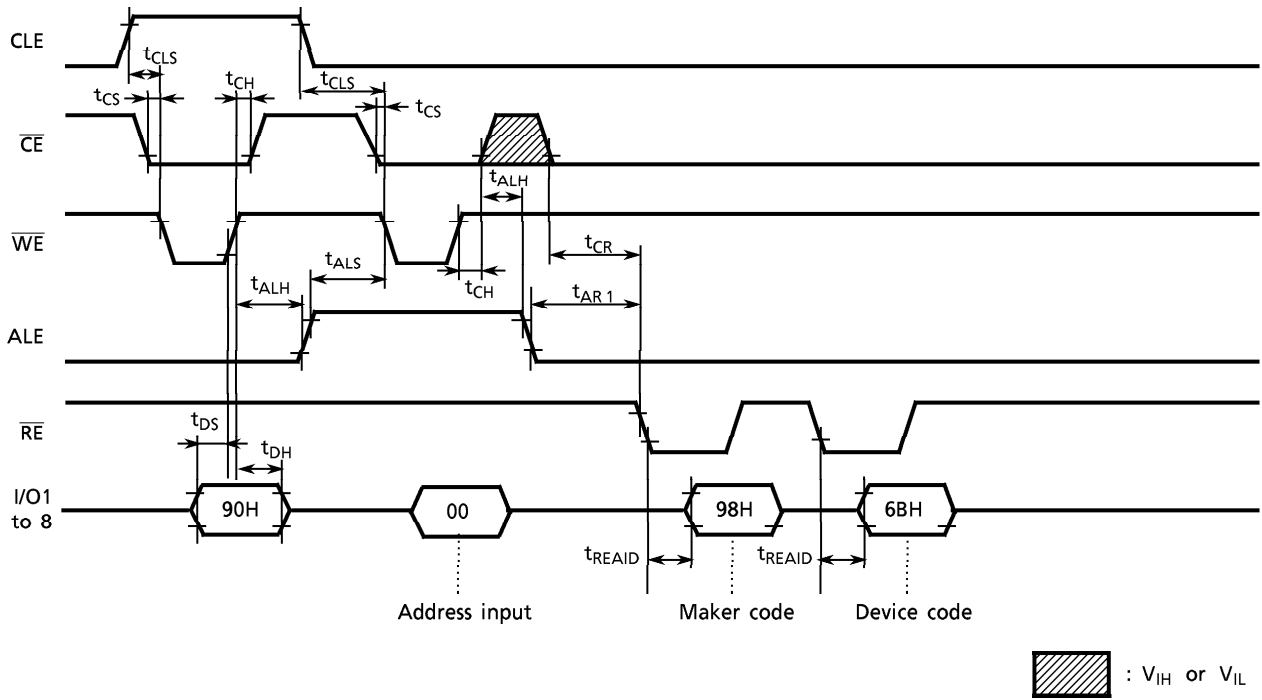 CLE
tCLS
tCH
tCLS
tCS
tCS
CE
tALH
WE
tCR
tALS
tALH
tCH
tAR1
ALE
RE
tDS
tDH
I/O1
to 8
90H
00
98H
6BH
tREAID
tREAID
Address input
Maker code
Device code
: VIH or VIL